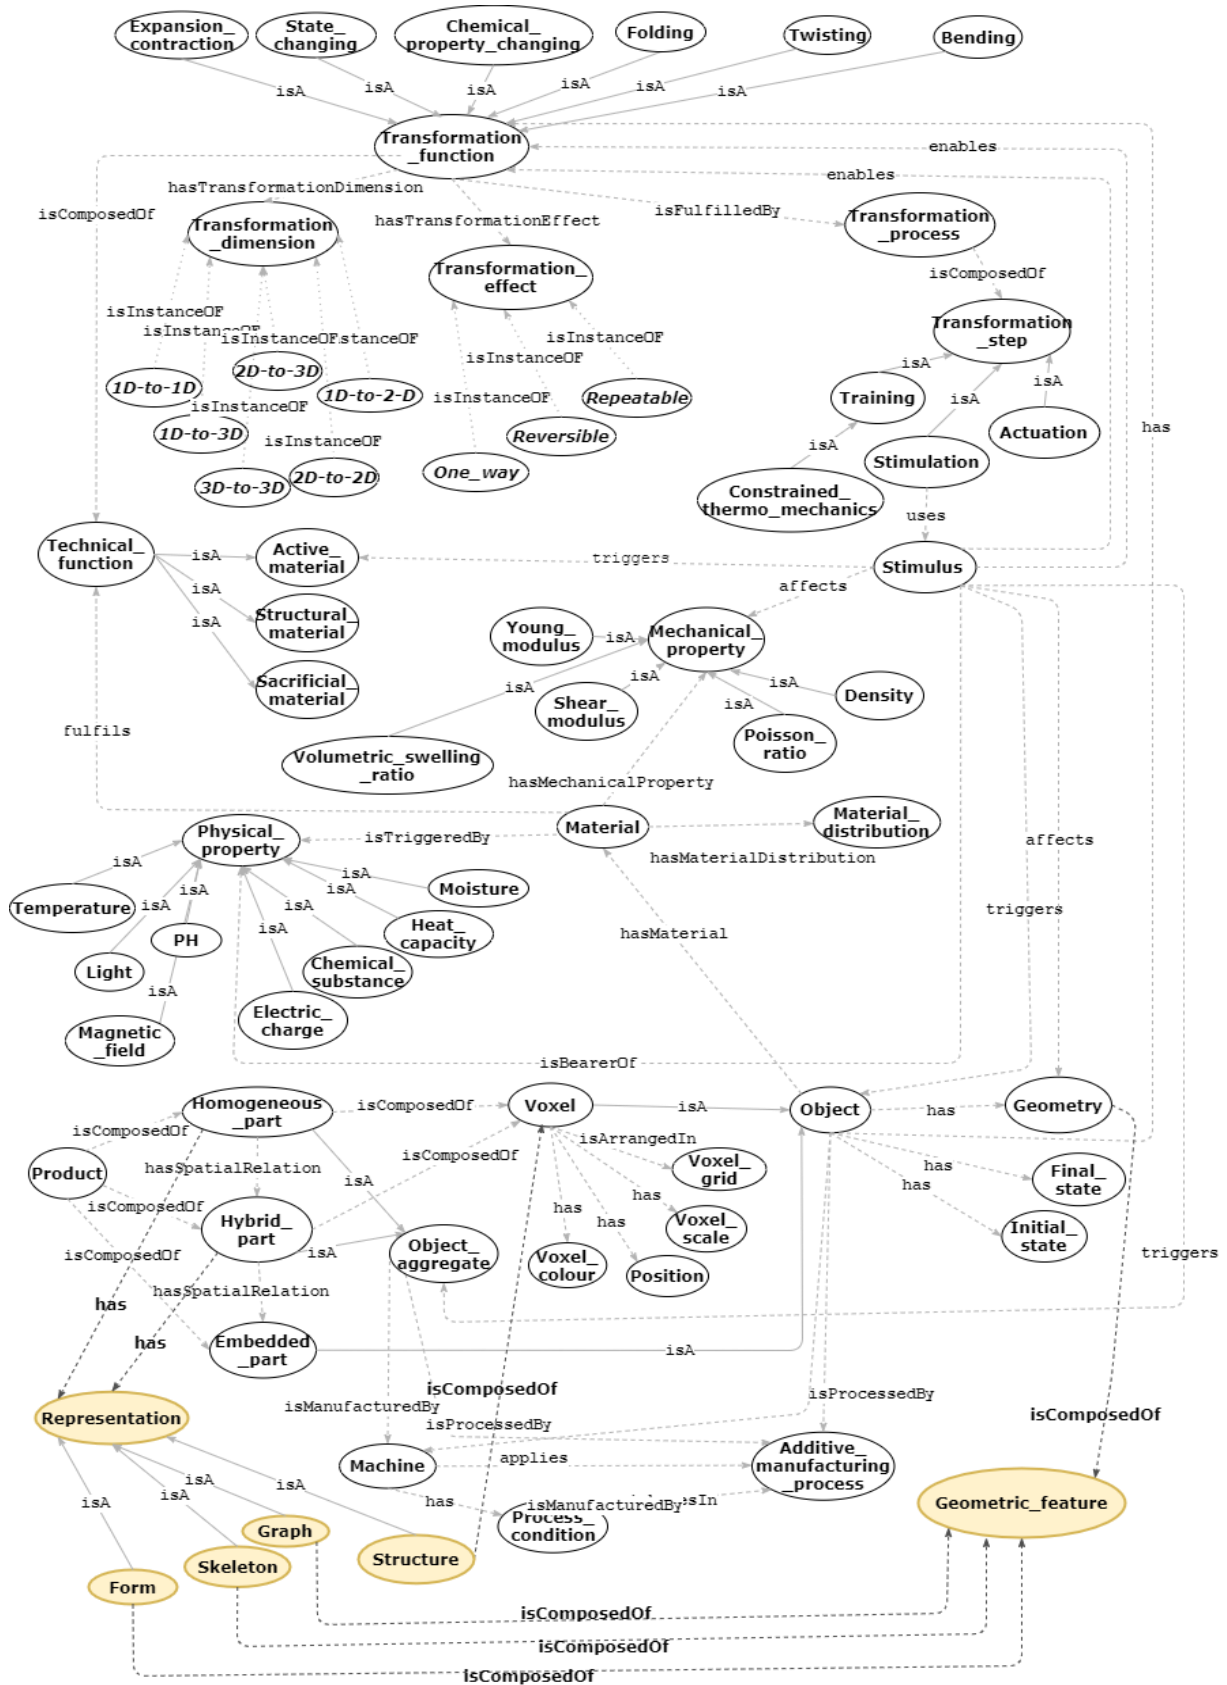 Expansion_
contraction
State_
changing
Chemical_
property_changing
Folding
Twisting
Bending
isA
isA
isA
isA
isA
isA
Transformation
_function
enables
enables
hasTransformationDimension
isComposedOf
hasTransformationEffect
isFulfilledBy
Transformation
_process
Transformation
_dimension
Transformation_
effect
isComposedOf
isInstanceOF
isInstanceOF
isInstanceOF
isInstanceOF
isInstanceOF
Transformation
_step
isA
isA
isA
1D-to-1D
2D-to-3D
1D-to-2-D
Repeatable
Training
isInstanceOF
isInstanceOF
1D-to-3D
Reversible
Actuation
has
isInstanceOF
isA
One_way
Stimulation
3D-to-3D
2D-to-2D
Constrained_
thermo_mechanics
uses
Technical_
function
isA
Active_
material
triggers
Stimulus
isA
affects
Structural_
material
isA
Young_
modulus
isA
Mechanical_
property
isA
isA
isA
Sacrificial_
material
Shear_
modulus
isA
Density
fulfils
Volumetric_swelling
_ratio
Poisson_
ratio
hasMechanicalProperty
Physical_
property
isTriggeredBy
Material
Material_
distribution
hasMaterialDistribution
affects
isA
isA
isA
isA
Moisture
Temperature
isA
isA
triggers
PH
isA
Heat_
capacity
hasMaterial
Light
Chemical_
substance
isA
Electric_
charge
Magnetic
_field
isBearerOf
Homogeneous
_part
isComposedOf
Voxel
isA
Object
has
Geometry
isComposedOf
isArrangedIn
Product
hasSpatialRelation
isComposedOf
Voxel_
grid
has
Final_
state
isA
has
has
isComposedOf
Hybrid_
part
has
has
Voxel_
scale
Initial_
state
isComposedOf
isA
Object_
aggregate
Voxel_
colour
Position
triggers
hasSpatialRelation
has
has
Embedded
_part
isA
isComposedOf
isManufacturedBy
isProcessedBy
isProcessedBy
isComposedOf
Representation
Machine
applies
Additive_
manufacturing
_process
isA
isA
isA
isA
has
isManufacturedBy
Process_
condition
Geometric_feature
Graph
Structure
Skeleton
Form
isComposedOf
isComposedOf
isComposedOf